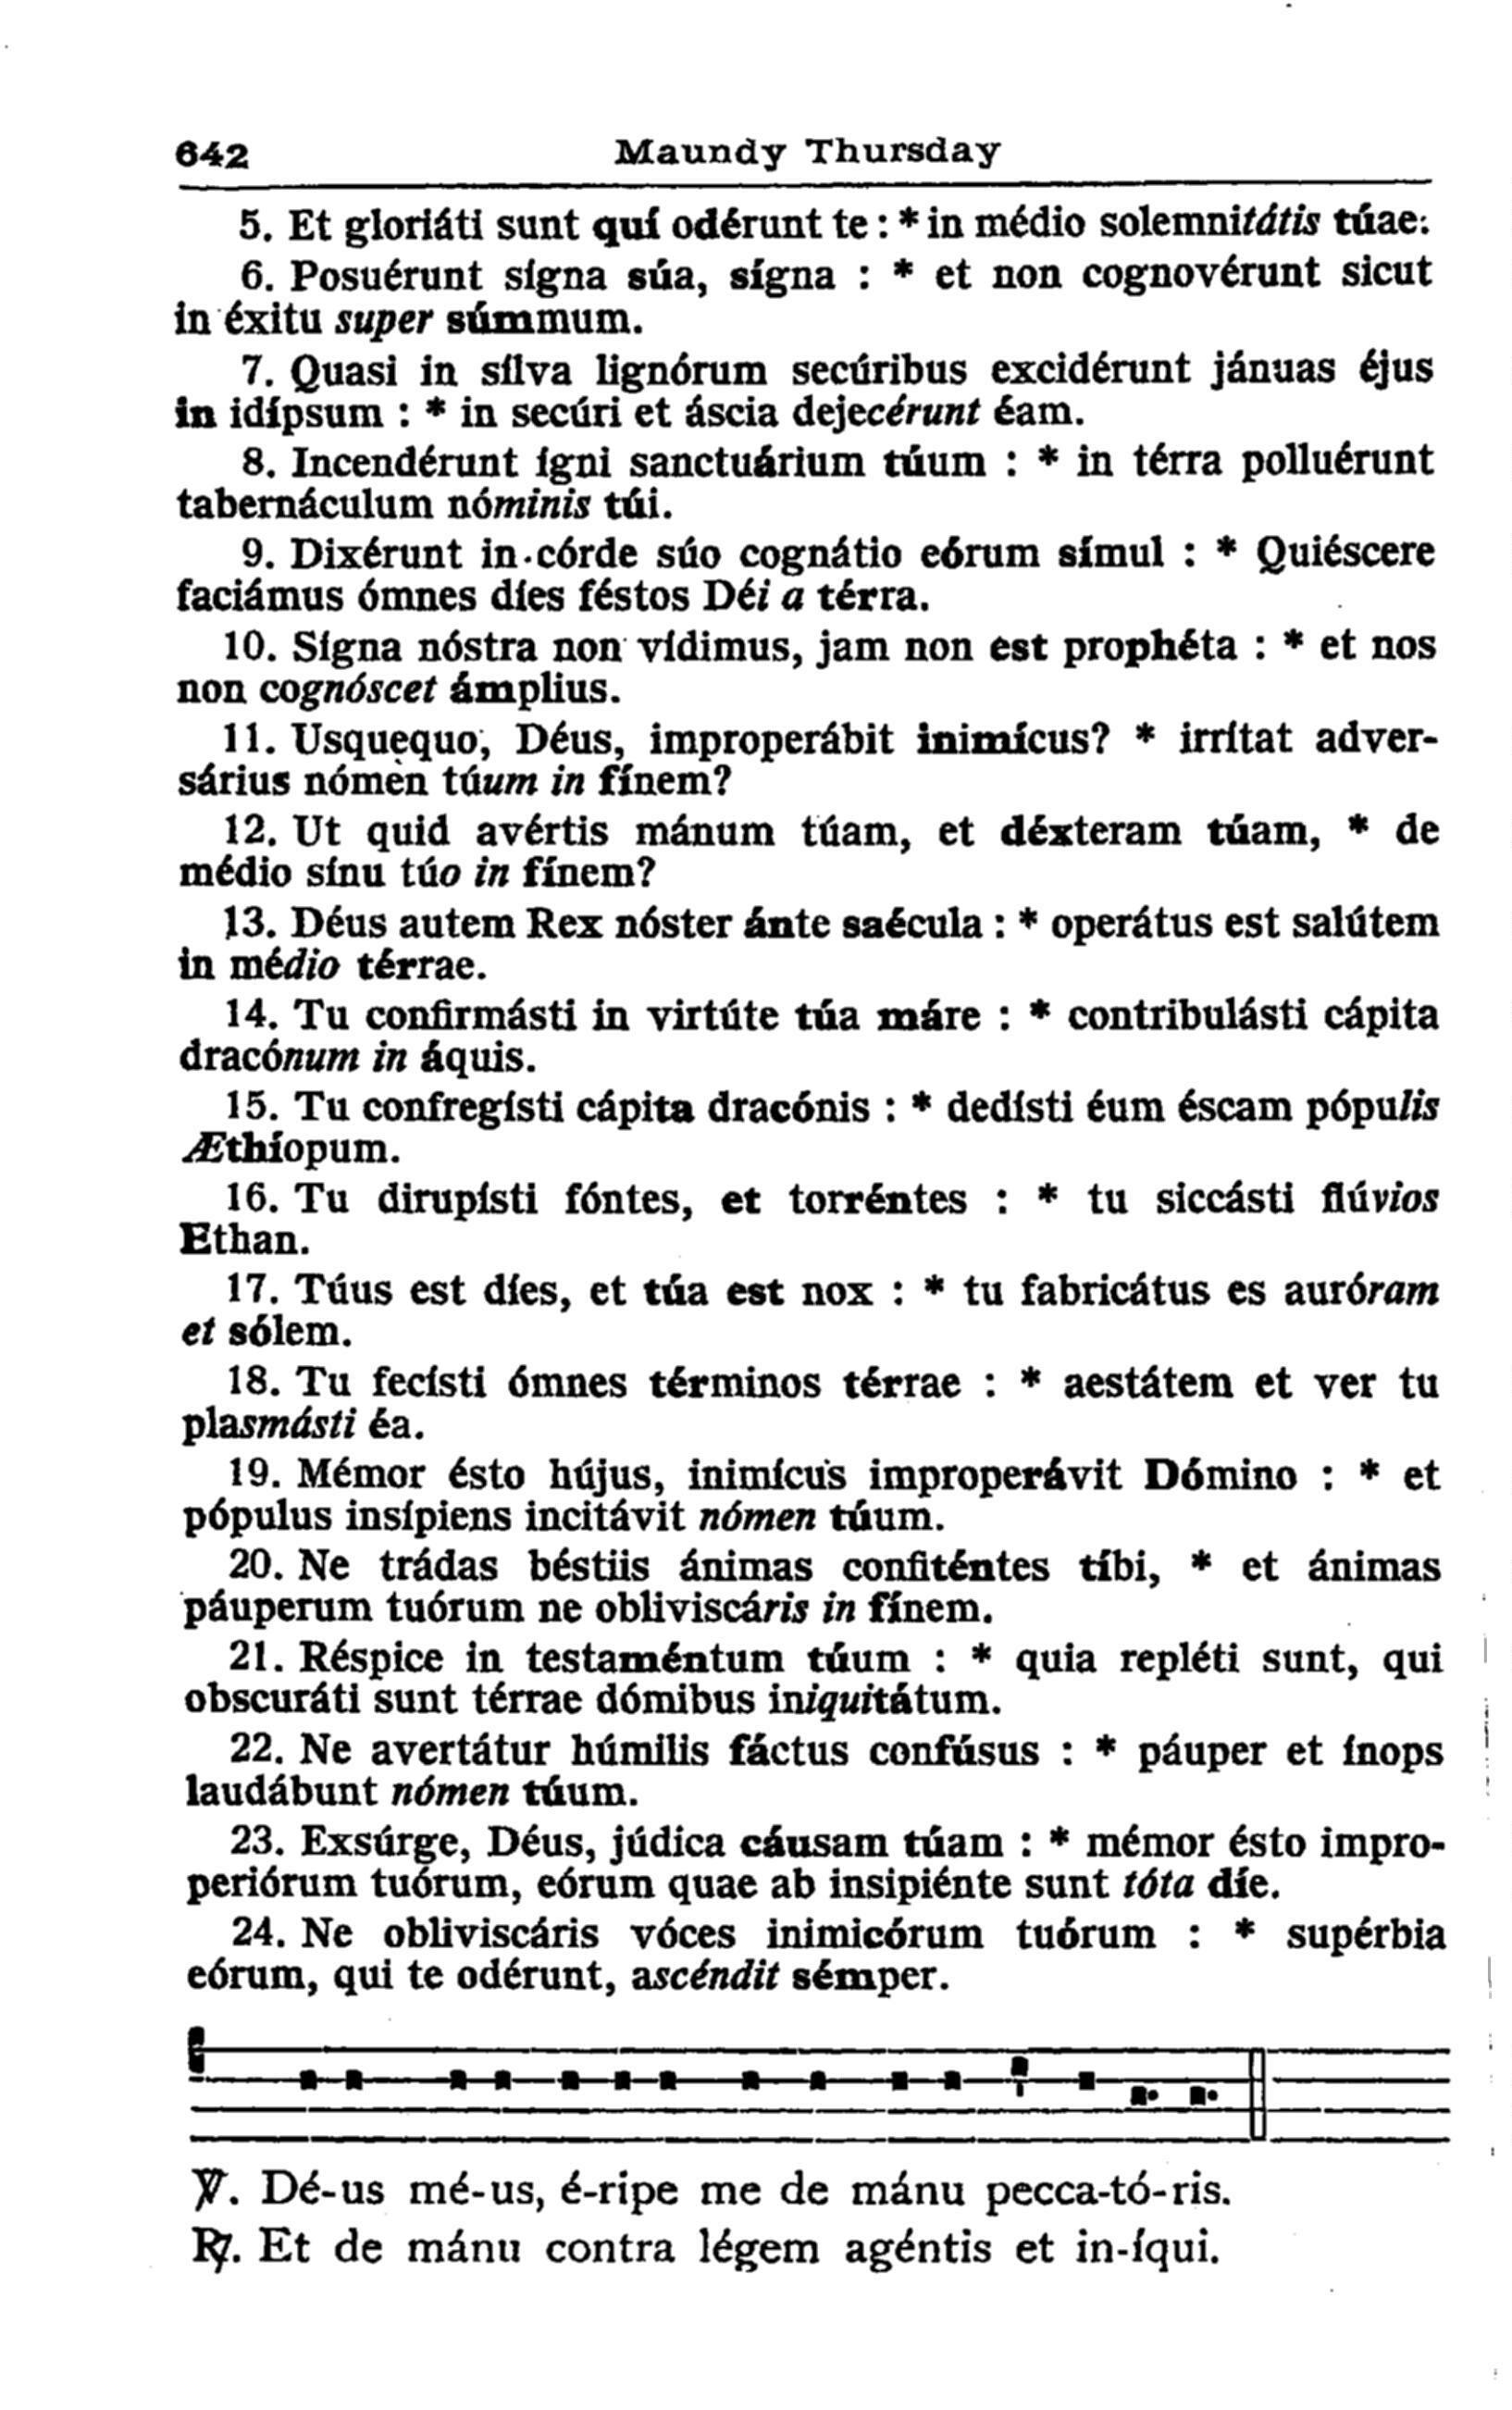 642 Maundy Thursday
5. Et gloriáti sunt quí odérunt te : * in médio solemnitátis túae:
6. Posuérunt sígna súa, sígna : * et non cognovérunt sicut
in éxitu super súmmum.
7. Quasi in sílva lignórum secúribus excidérunt jánuas éjus
in idípsum : * in secúri et áscia dejecérunt éam.
8. Incendérunt ígni sanctuárium túum : * in térra polluérunt
tabernáculum nóminis túi.
9. Dixérunt in córde súo cognátio eórum símul : * Quiéscere
faciámus ómnes díes féstos Déi a térra.
10. Sígna nóstra non vídimus, jam non est prophéta : * et nos
non cognóscet ámplius.
11. Usquequo, Déus, improperábit inimícus? * irrítat adver-
sárius nómen túum in fínem?
12. Ut quid avértis mánum túam, et déxteram túam, * de
médio sínu túo in fínem?
13. Déus autem Rex nóster ánte saécula : * operátus est salútem
in médio térrae.
14. Tu confirmásti in virtúte túa máre : * contribulásti cápita
dracónum in áquis.
15. Tu confregísti cápita dracónis : * dedísti éum éscam pópulis
Æthíopum.
16. Tu dirupísti fóntes, et torréntes : * tu siccásti flúvios
Ethan.
17. Túus est díes, et túa est nox : * tu fabricátus es auróram
et sólem.
18. Tu fecísti ómnes términos térrae : * aestátem et ver tu
plasmásti éa.
19. Mémor ésto hújus, inimícus improperávit Dómino : * et
pópulus insípiens incitávit nómen túum.
20. Ne trádas béstiis ánimas confiténtes tíbi, * et ánimas
páuperum tuórum ne obliviscáris in fínem.
21. Réspice in testaméntum túum : * quia repléti sunt, qui
obscuráti sunt térrae dómibus iniquitátum.
22. Ne avertátur húmilis fáctus confúsus : * páuper et ínops
laudábunt nómen túum.
23. Exsúrge, Déus, júdica cáusam túam : * mémor ésto impro-
periórum tuórum, eórum quae ab insipiénte sunt tóta díe.
24. Ne obliviscáris vóces inimicórum tuórum : * supérbia
eórum, qui te odérunt, ascéndit sémper.
℣. Dé-us mé-us, é-ripe me de mánu pecca-tó-ris.
℟. Et de mánu contra légem agéntis et in-íqui.